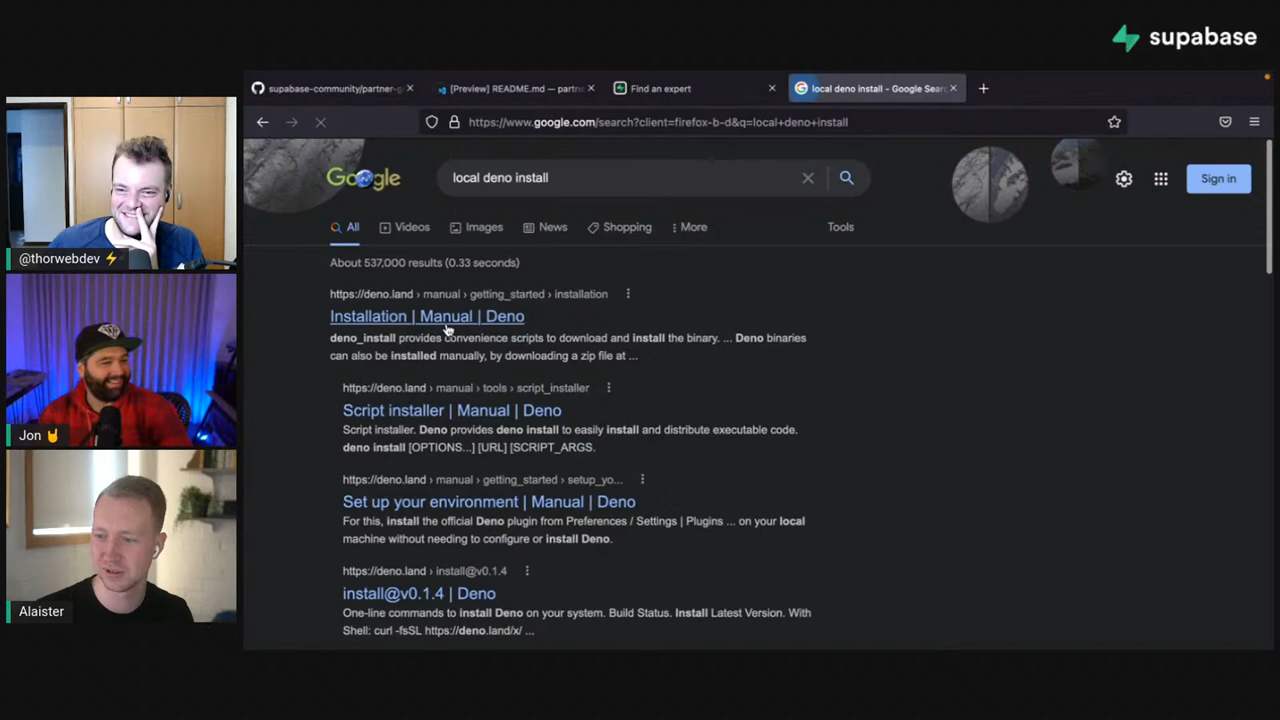 supabase
supabase-community/partner-g
[Preview] README.md — partne
Find an expert
local deno install - Google Sear
https://www.google.com/search?client=firefox-b-d&q=local+deno+install
Google
local deno install
Sign in
All
Videos
Images
News
Shopping
More
Tools
About 537,000 results (0.33 seconds)
https://deno.land › manual › getting_started › installation
Installation | Manual | Deno
deno_install provides convenience scripts to download and install the binary. ... Deno binaries
can also be installed manually, by downloading a zip file at ...
https://deno.land › manual › tools › script_installer
Script installer | Manual | Deno
Script installer. Deno provides deno install to easily install and distribute executable code.
deno install [OPTIONS...] [URL] [SCRIPT_ARGS.
https://deno.land › manual › getting_started › setup_yo...
Set up your environment | Manual | Deno
For this, install the official Deno plugin from Preferences / Settings | Plugins ... on your local
machine without needing to configure or install Deno.
https://deno.land › install@v0.1.4
install@v0.1.4 | Deno
One-line commands to install Deno on your system. Build Status. Install Latest Version. With
Shell: curl -fsSL https://deno.land/x/ ...
@thorwebdev ⚡
Jon 🤘
Alaister